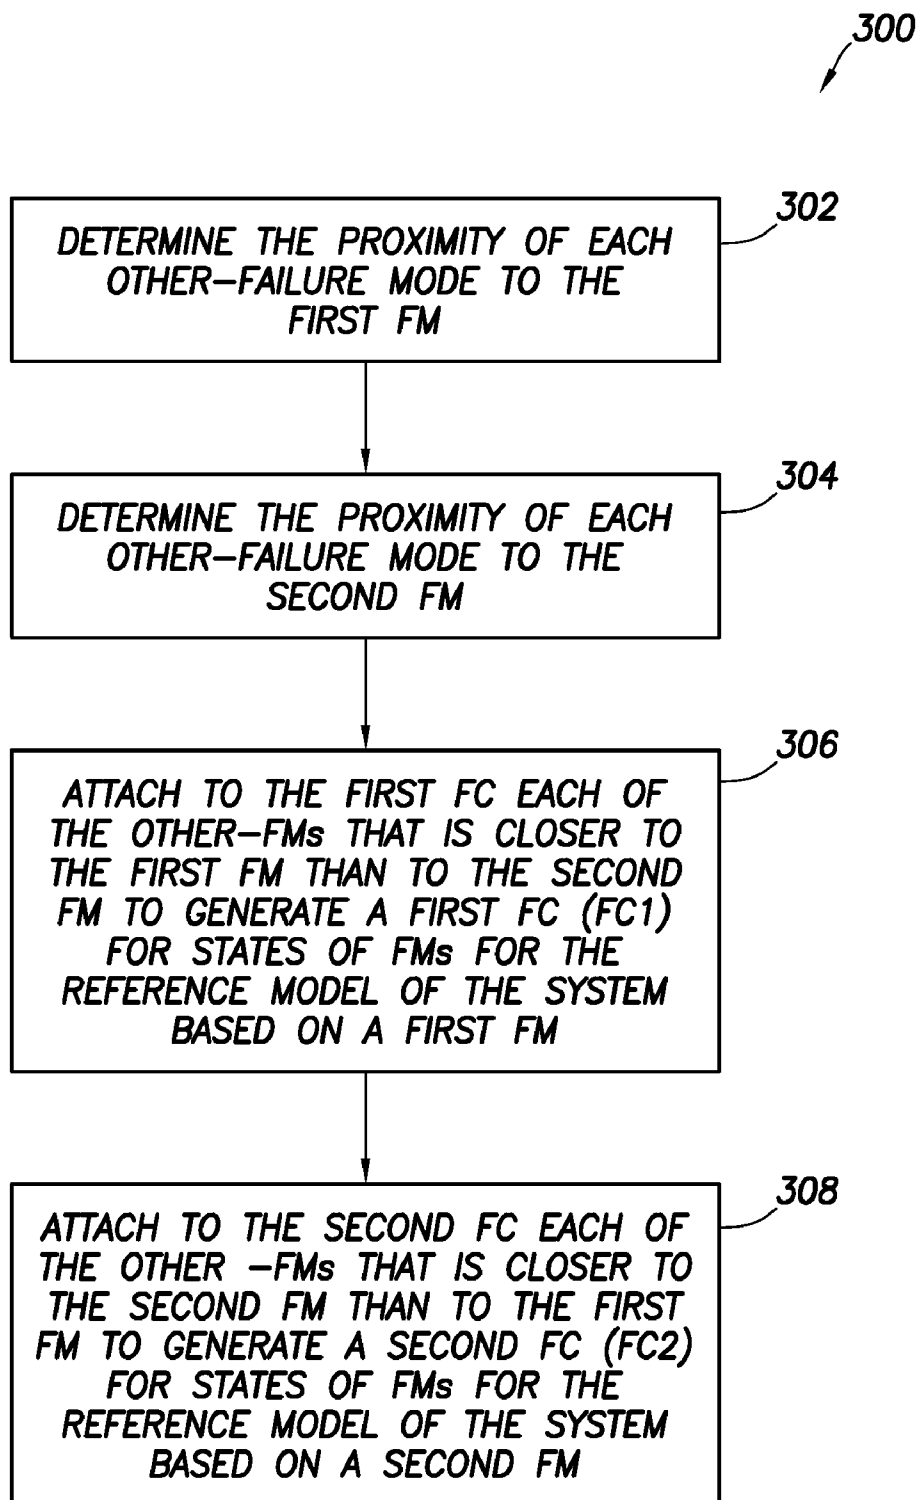 300
302
DETERMINE THE PROXIMITY OF EACH
OTHER-FAILURE MODE TO THE
FIRST FM
304
DETERMINE THE PROXIMITY OF EACH
OTHER-FAILURE MODE TO THE
SECOND FM
306
ATTACH TO THE FIRST FC EACH OF
THE OTHER-FMs THAT IS CLOSER TO
THE FIRST FM THAN TO THE SECOND
FM TO GENERATE A FIRST FC (FC1)
FOR STATES OF FMs FOR THE
REFERENCE MODEL OF THE SYSTEM
BASED ON A FIRST FM
308
ATTACH TO THE SECOND FC EACH OF
THE OTHER -FMs THAT IS CLOSER TO
THE SECOND FM THAN TO THE FIRST
FM TO GENERATE A SECOND FC (FC2)
FOR STATES OF FMs FOR THE
REFERENCE MODEL OF THE SYSTEM
BASED ON A SECOND FM